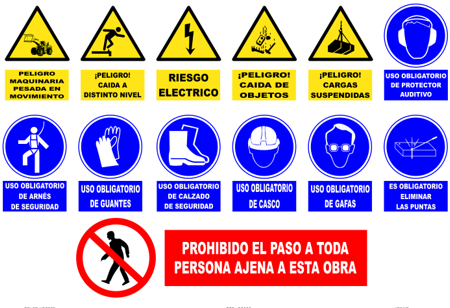 PELIGRO
MAQUINARIA
PESADA EN
MOVIMIENTO
¡PELIGRO!
CAIDA A
DISTINTO NIVEL
RIESGO
ELECTRICO
¡PELIGRO!
CAIDA DE
OBJETOS
¡PELIGRO!
CARGAS
SUSPENDIDAS
USO OBLIGATORIO
DE PROTECTOR
AUDITIVO
USO OBLIGATORIO
DE ARNÉS
DE SEGURIDAD
USO OBLIGATORIO
DE GUANTES
USO OBLIGATORIO
DE CALZADO
DE SEGURIDAD
USO OBLIGATORIO
DE CASCO
USO OBLIGATORIO
DE GAFAS
ES OBLIGATORIO
ELIMINAR
LAS PUNTAS
PROHIBIDO EL PASO A TODA
PERSONA AJENA A ESTA OBRA